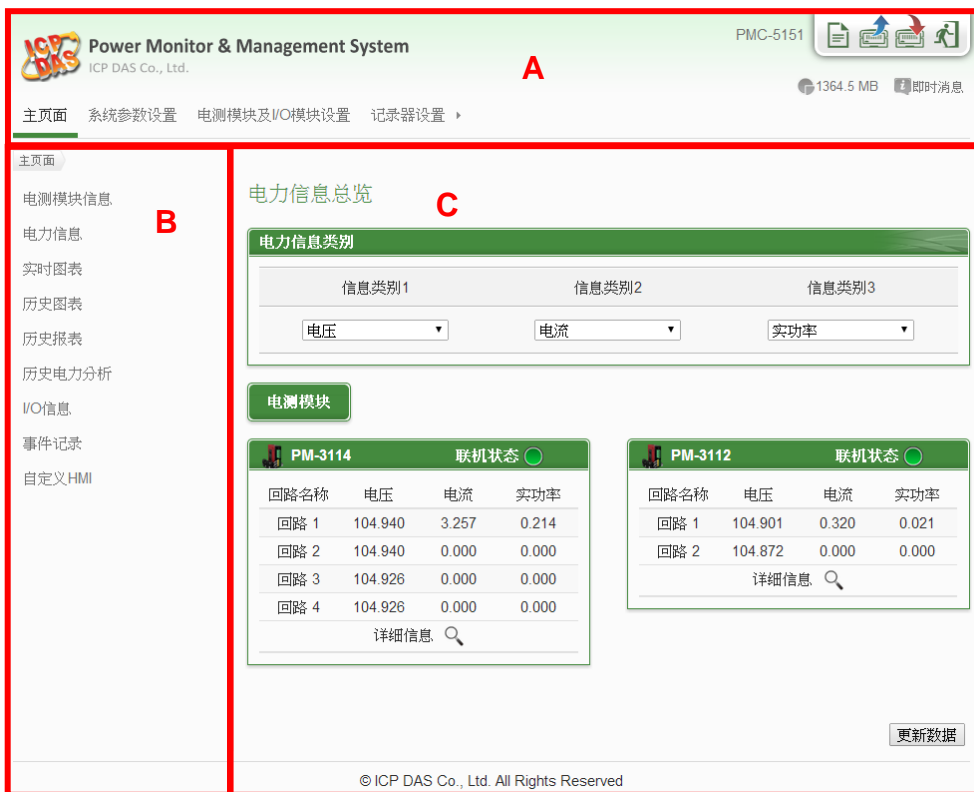 ICP DAS
Power Monitor & Management System
ICP DAS Co., Ltd.
PMC-5151
A
1364.5 MB 即时消息
主页面 系统参数设置 电测模块及I/O模块设置 记录器设置
主页面
电测模块信息
电力信息
实时图表
历史图表
历史报表
历史电力分析
I/O信息
事件记录
自定义HMI
B
C
电力信息总览
电力信息类别
信息类别1 信息类别2 信息类别3
电压 电流 实功率
电测模块
PM-3114 联机状态
回路名称 电压 电流 实功率
回路 1 104.940 3.257 0.214
回路 2 104.940 0.000 0.000
回路 3 104.926 0.000 0.000
回路 4 104.926 0.000 0.000
详细信息
PM-3112 联机状态
回路名称 电压 电流 实功率
回路 1 104.901 0.320 0.021
回路 2 104.872 0.000 0.000
详细信息
更新数据
© ICP DAS Co., Ltd. All Rights Reserved